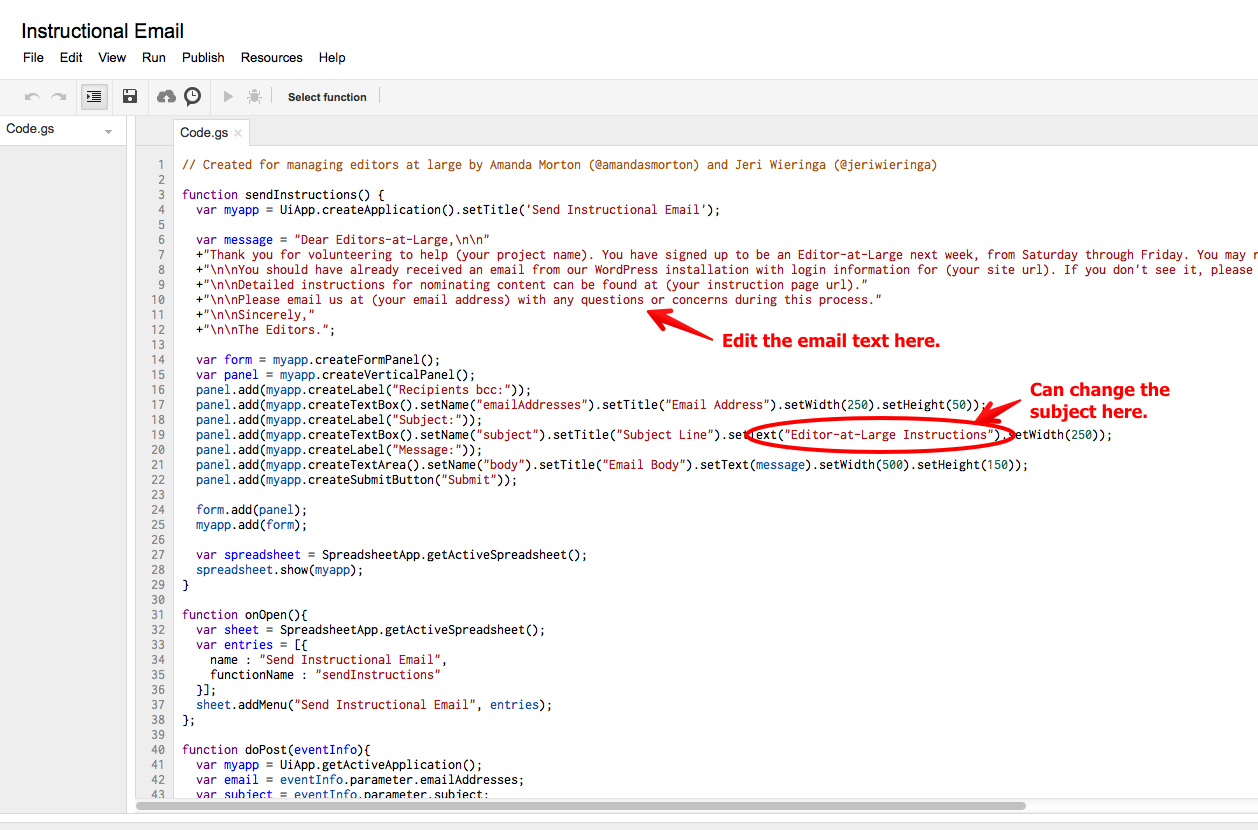 Instructional Email
File Edit View Run Publish Resources Help
Select function
Code.gs
Code.gs ×
1 // Created for managing editors at large by Amanda Morton (@amandasmorton) and Jeri Wieringa (@jeriwieringa)
2
3 function sendInstructions() {
4   var myapp = UiApp.createApplication().setTitle('Send Instructional Email');
5
6   var message = "Dear Editors-at-Large,\n\n"
7   +"Thank you for volunteering to help (your project name). You have signed up to be an Editor-at-Large next week, from Saturday through Friday. You may
8   +"\n\nYou should have already received an email from our WordPress installation with login information for (your site url). If you don't see it, please
9   +"\n\nDetailed instructions for nominating content can be found at (your instruction page url)."
10   +"\n\nPlease email us at (your email address) with any questions or concerns during this process."
11   +"\n\nSincerely,"
12   +"\n\nThe Editors.";
Edit the email text here.
13
14   var form = myapp.createFormPanel();
15   var panel = myapp.createVerticalPanel();
16   panel.add(myapp.createLabel("Recipients bcc:"));
Can change the
subject here.
17   panel.add(myapp.createTextBox().setName("emailAddresses").setTitle("Email Address").setWidth(250).setHeight(50));
18   panel.add(myapp.createLabel("Subject:"));
19   panel.add(myapp.createTextBox().setName("subject").setTitle("Subject Line").setText("Editor-at-Large Instructions").setWidth(250));
20   panel.add(myapp.createLabel("Message:"));
21   panel.add(myapp.createTextArea().setName("body").setTitle("Email Body").setText(message).setWidth(500).setHeight(150));
22   panel.add(myapp.createSubmitButton("Submit"));
23
24   form.add(panel);
25   myapp.add(form);
26
27   var spreadsheet = SpreadsheetApp.getActiveSpreadsheet();
28   spreadsheet.show(myapp);
29 }
30
31 function onOpen(){
32   var sheet = SpreadsheetApp.getActiveSpreadsheet();
33   var entries = [{
34     name : "Send Instructional Email",
35     functionName : "sendInstructions"
36   }];
37   sheet.addMenu("Send Instructional Email", entries);
38 };
39
40 function doPost(eventInfo){
41   var myapp = UiApp.getActiveApplication();
42   var email = eventInfo.parameter.emailAddresses;
43   var subject = eventInfo.parameter.subject;